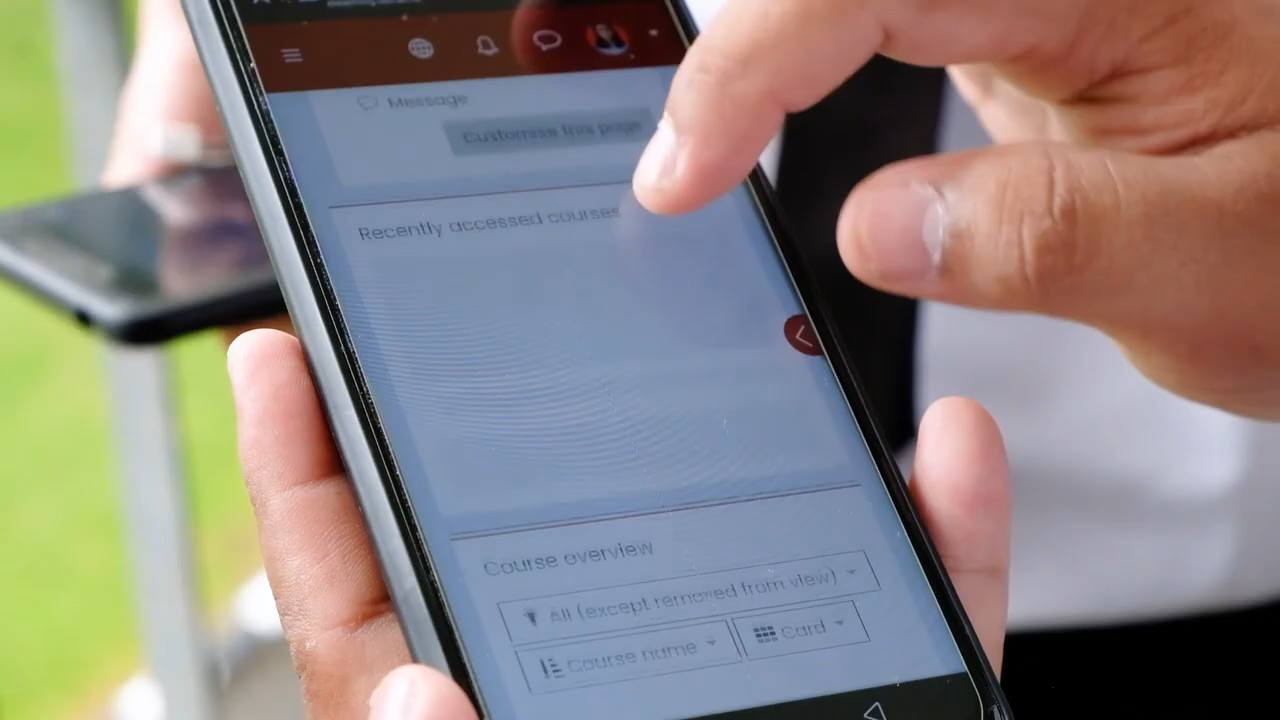 Message
Customise this page
Recently accessed courses
Course overview
All (except removed from view)
Course name
Card